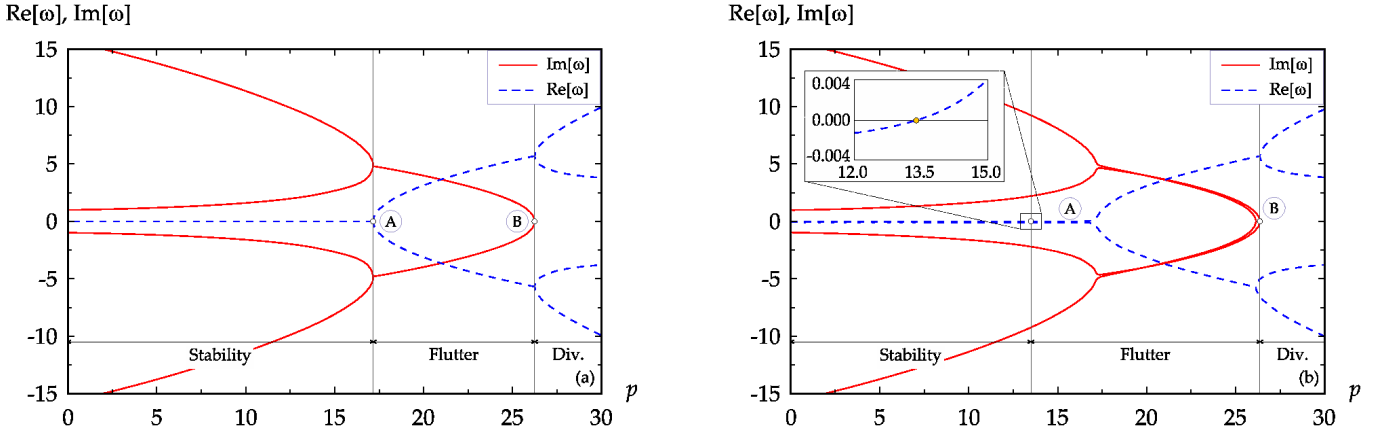 Re[ω], Im[ω]
15
10
5
0
-5
-10
-15
Im[ω]
Re[ω]
A
B
Stability
Flutter
Div.
(a)
0 5 10 15 20 25 30
p
Re[ω], Im[ω]
15
10
5
0
-5
-10
-15
0.004
0.000
-0.004
12.0 13.5 15.0
Im[ω]
Re[ω]
A
B
Stability
Flutter
Div.
(b)
0 5 10 15 20 25 30
p